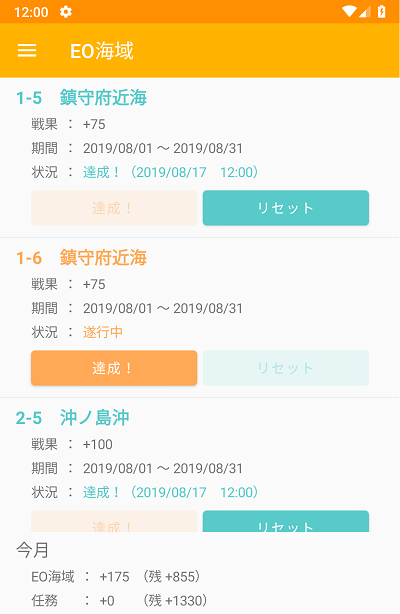 12:00
EO海域
1-5 鎮守府近海
戦果 ： +75
期間 ： 2019/08/01 ～ 2019/08/31
状況 ： 達成！（2019/08/17 12:00）
達成！ リセット
1-6 鎮守府近海
戦果 ： +75
期間 ： 2019/08/01 ～ 2019/08/31
状況 ： 遂行中
達成！ リセット
2-5 沖ノ島沖
戦果 ： +100
期間 ： 2019/08/01 ～ 2019/08/31
状況 ： 達成！（2019/08/17 12:00）
達成！ リセット
今月
EO海域 ： +175 （残 +855）
任務 ： +0 （残 +1330）